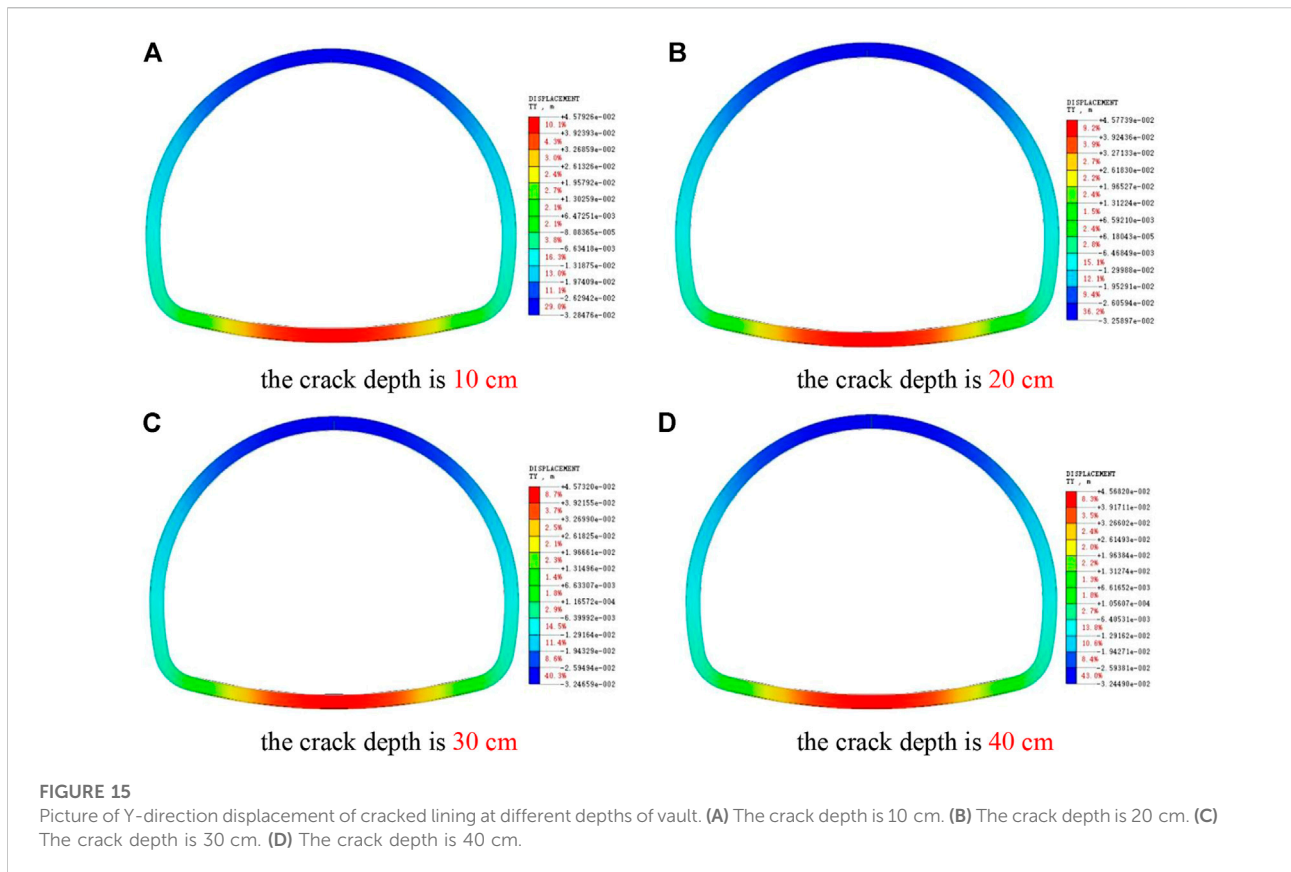 A
DISPLACEMENT
TY , m
+4.57926e-002
10.1%
+3.92393e-002
4.3%
+3.26859e-002
3.0%
+2.61326e-002
2.4%
+1.95792e-002
2.7%
+1.30259e-002
2.1%
+6.47251e-003
2.1%
-8.08365e-005
3.8%
-6.63418e-003
16.3%
-1.31875e-002
13.0%
-1.97409e-002
11.1%
-2.62942e-002
29.0%
-3.28476e-002
the crack depth is 10 cm
B
DISPLACEMENT
TY , m
+4.57739e-002
9.2%
+3.92436e-002
3.9%
+3.27133e-002
2.7%
+2.61830e-002
2.2%
+1.96527e-002
2.4%
+1.31224e-002
1.5%
+6.59210e-003
2.4%
+6.18043e-005
2.8%
-6.46849e-003
15.1%
-1.29988e-002
12.1%
-1.95291e-002
9.4%
-2.60594e-002
36.2%
-3.25897e-002
the crack depth is 20 cm
C
DISPLACEMENT
TY , m
+4.57320e-002
8.7%
+3.92155e-002
3.7%
+3.26990e-002
2.5%
+2.61825e-002
2.1%
+1.96661e-002
2.3%
+1.31496e-002
1.4%
+6.63307e-003
1.8%
+1.16572e-004
2.9%
-6.39992e-003
14.5%
-1.29164e-002
11.4%
-1.94329e-002
8.6%
-2.59494e-002
40.3%
-3.24659e-002
the crack depth is 30 cm
D
DISPLACEMENT
TY , m
+4.56820e-002
8.3%
+3.91711e-002
3.5%
+3.26602e-002
2.4%
+2.61493e-002
2.0%
+1.96384e-002
2.2%
+1.31274e-002
1.3%
+6.61652e-003
1.8%
+1.05607e-004
2.7%
-6.40531e-003
13.8%
-1.29162e-002
10.6%
-1.94271e-002
8.4%
-2.59381e-002
43.0%
-3.24490e-002
the crack depth is 40 cm
FIGURE 15
Picture of Y-direction displacement of cracked lining at different depths of vault. (A) The crack depth is 10 cm. (B) The crack depth is 20 cm. (C)
The crack depth is 30 cm. (D) The crack depth is 40 cm.